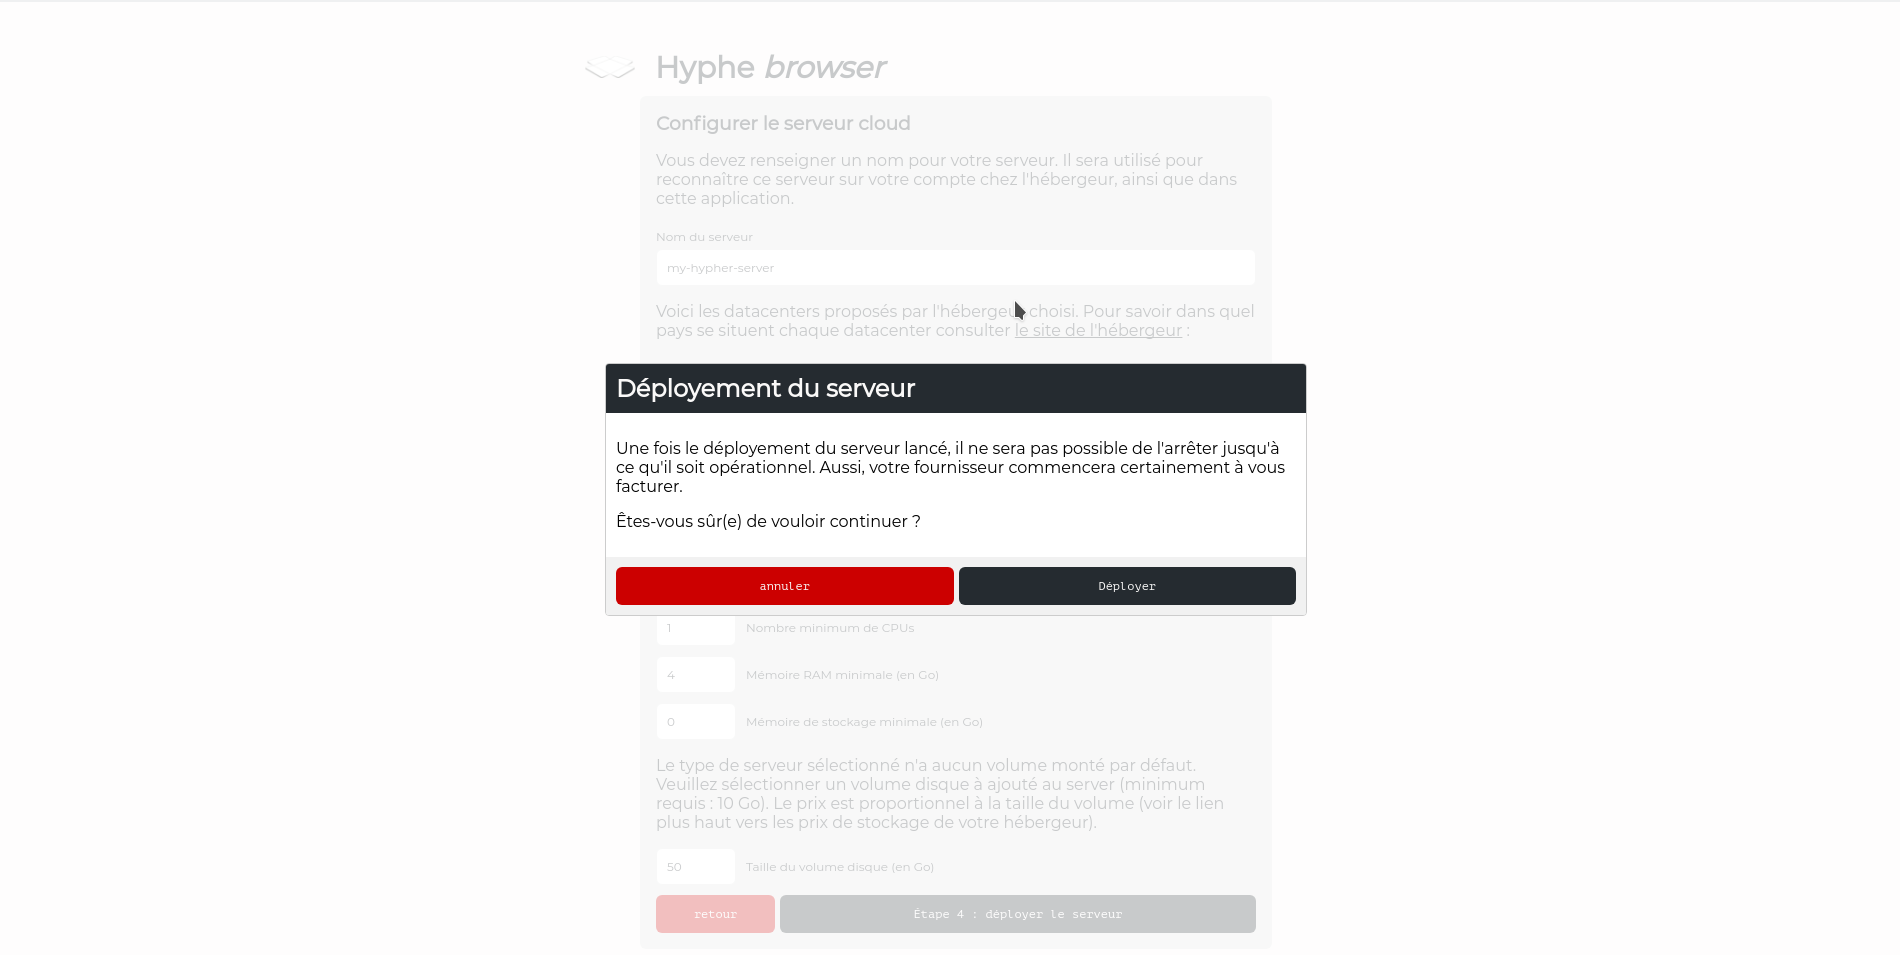 Hyphe browser
Configurer le serveur cloud
Vous devez renseigner un nom pour votre serveur. Il sera utilisé pour
reconnaître ce serveur sur votre compte chez l'hébergeur, ainsi que dans
cette application.
Nom du serveur
my-hypher-server
Voici les datacenters proposés par l'hébergeur choisi. Pour savoir dans quel
pays se situent chaque datacenter consulter le site de l'hébergeur :
Déployement du serveur
Une fois le déployement du serveur lancé, il ne sera pas possible de l'arrêter jusqu'à
ce qu'il soit opérationnel. Aussi, votre fournisseur commencera certainement à vous
facturer.
Êtes-vous sûr(e) de vouloir continuer ?
annuler Déployer
1 Nombre minimum de CPUs
4 Mémoire RAM minimale (en Go)
0 Mémoire de stockage minimale (en Go)
Le type de serveur sélectionné n'a aucun volume monté par défaut.
Veuillez sélectionner un volume disque à ajouté au server (minimum
requis : 10 Go). Le prix est proportionnel à la taille du volume (voir le lien
plus haut vers les prix de stockage de votre hébergeur).
50 Taille du volume disque (en Go)
retour Étape 4 : déployer le serveur